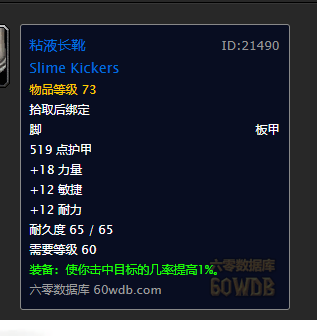 粘液长靴 ID:21490
Slime Kickers
物品等级 73
拾取后绑定
脚 板甲
519 点护甲
+18 力量
+12 敏捷
+12 耐力
耐久度 65 / 65
需要等级 60
装备: 使你击中目标的几率提高1%。
六零数据库
六零数据库 60wdb.com
60WDB